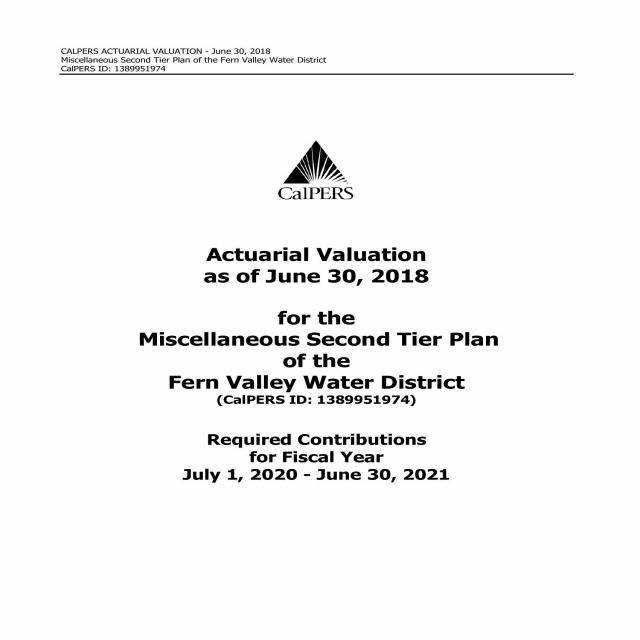 CALPERS ACTUARIAL VALUATION - June 30, 2018
Miscellaneous Second Tier Plan of the Fern Valley Water District
CalPERS ID: 1389951974
CalPERS
Actuarial Valuation
as of June 30, 2018
for the
Miscellaneous Second Tier Plan
of the
Fern Valley Water District
(CalPERS ID: 1389951974)
Required Contributions
for Fiscal Year
July 1, 2020 - June 30, 2021